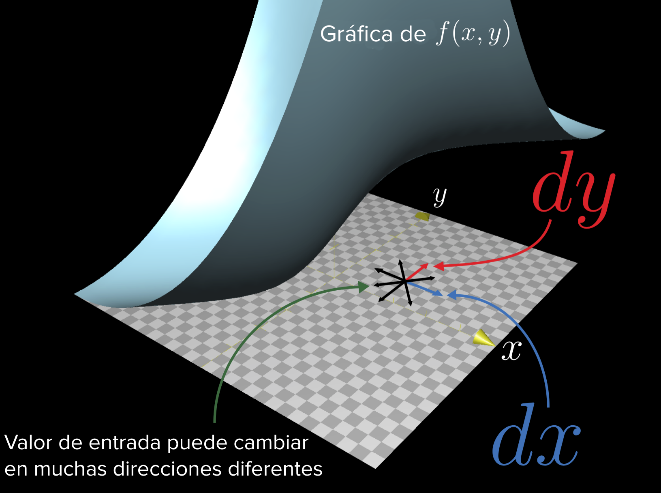 Gráfica de f(x, y)
y
dy
x
dx
Valor de entrada puede cambiar
en muchas direcciones diferentes